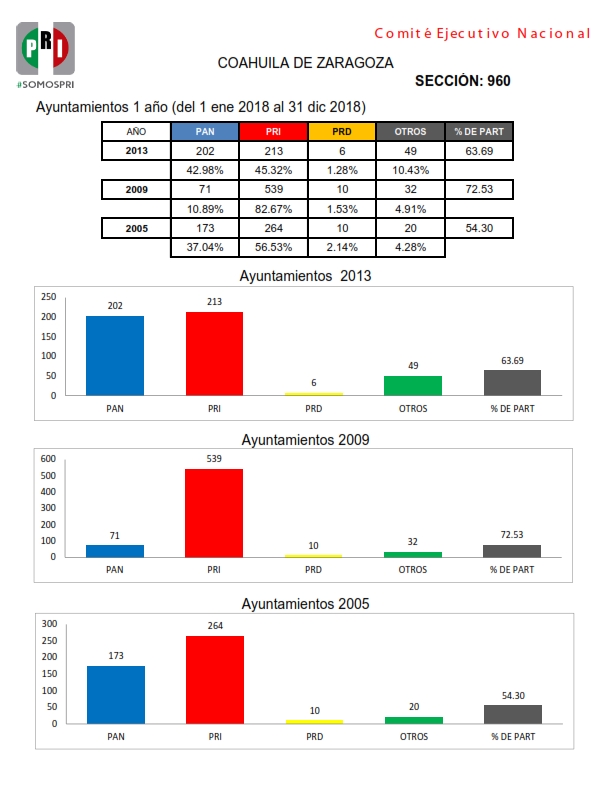 Comité Ejecutivo Nacional
PRI
#SOMOSPRI
COAHUILA DE ZARAGOZA
SECCIÓN: 960
Ayuntamientos 1 año (del 1 ene 2018 al 31 dic 2018)
AÑO PAN PRI PRD OTROS % DE PART
2013 202 213 6 49 63.69
42.98% 45.32% 1.28% 10.43%
2009 71 539 10 32 72.53
10.89% 82.67% 1.53% 4.91%
2005 173 264 10 20 54.30
37.04% 56.53% 2.14% 4.28%
Ayuntamientos 2013
250
200
150
100
50
0
202 213 6 49 63.69
PAN PRI PRD OTROS % DE PART
Ayuntamientos 2009
600
500
400
300
200
100
0
71 539 10 32 72.53
PAN PRI PRD OTROS % DE PART
Ayuntamientos 2005
300
250
200
150
100
50
0
173 264 10 20 54.30
PAN PRI PRD OTROS % DE PART